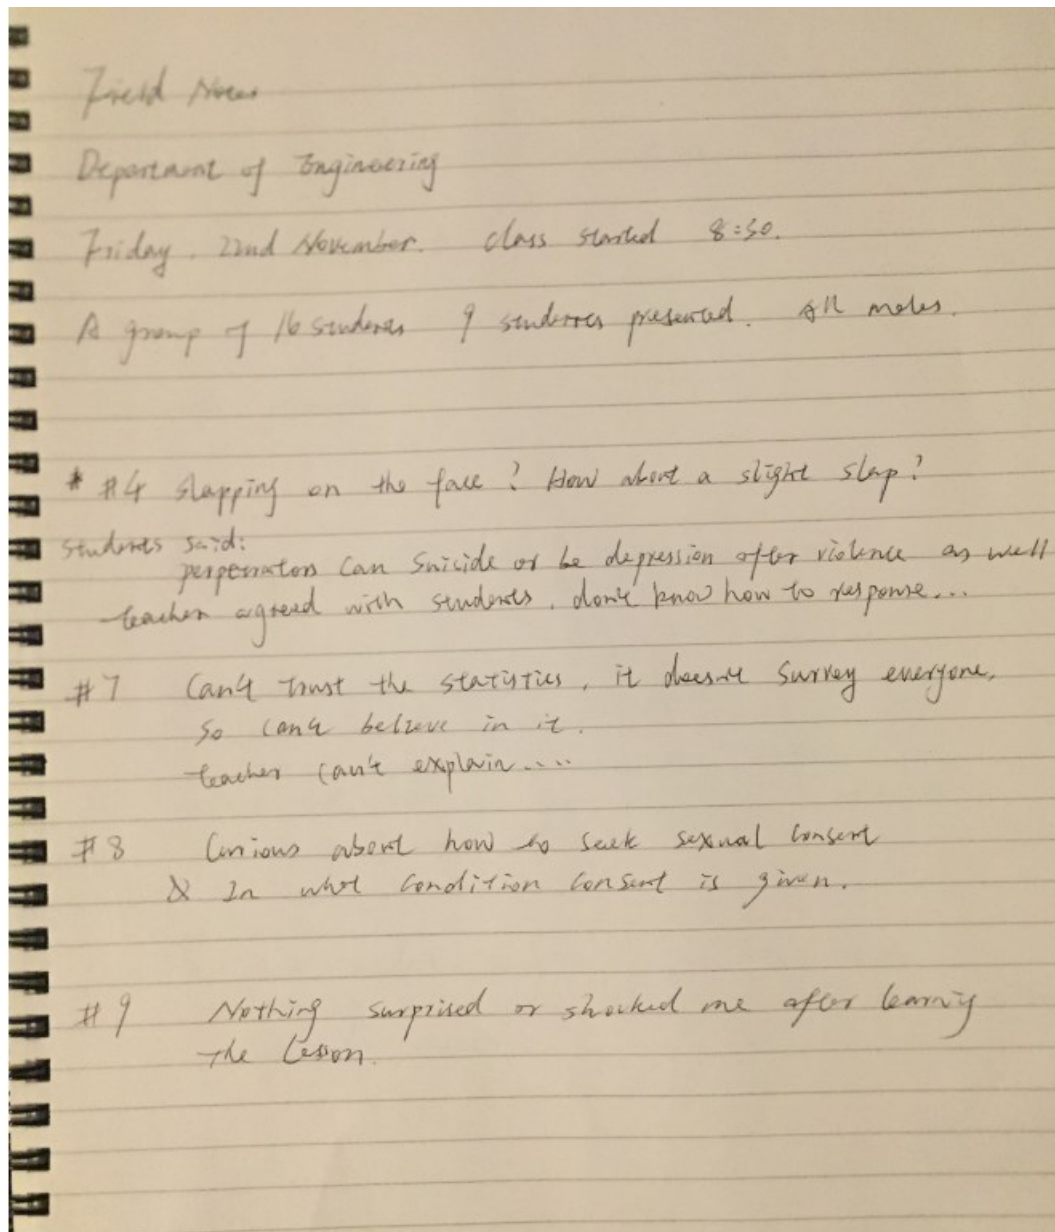 Field Notes
Department of Engineering
Friday. 22nd November. class started 8:30.
A group of 16 students 9 students presented. All males.
* #4 slapping on the face? How about a slight slap?
students said:
perpetrators can suicide or be depression after violence as well
teacher agreed with students, don't know how to response...
#7 Can't trust the statistics, it doesn't survey everyone,
so can't believe in it.
teacher can't explain....
#8 Curious about how to seek sexual consent
& In what condition consent is given.
#9 Nothing surprised or shocked me after learning
the lesson.